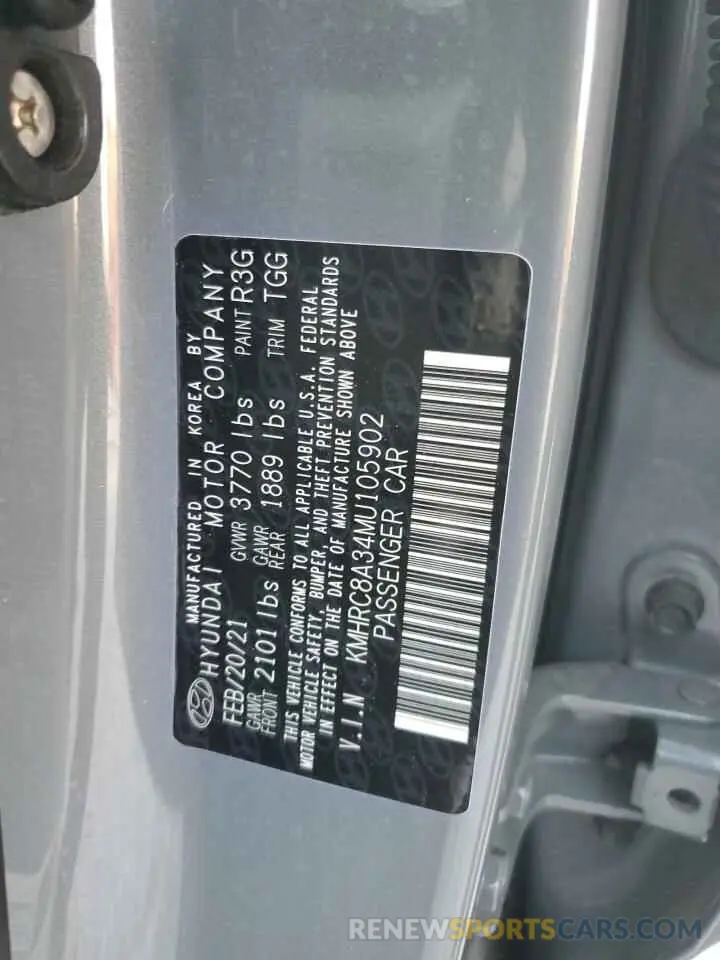 MANUFACTURED IN KOREA BY
HYUNDAI MOTOR COMPANY
FEB/20/21 GVWR 3770 lbs PAINT R3G
GAWR FRONT 2101 lbs GAWR REAR 1889 lbs TRIM TGG
THIS VEHICLE CONFORMS TO ALL APPLICABLE U.S.A. FEDERAL
MOTOR VEHICLE SAFETY, BUMPER, AND THEFT PREVENTION STANDARDS
IN EFFECT ON THE DATE OF MANUFACTURE SHOWN ABOVE
V.I.N KMHRC8A34MU105902
PASSENGER CAR
RENEWSPORTSCARS.COM